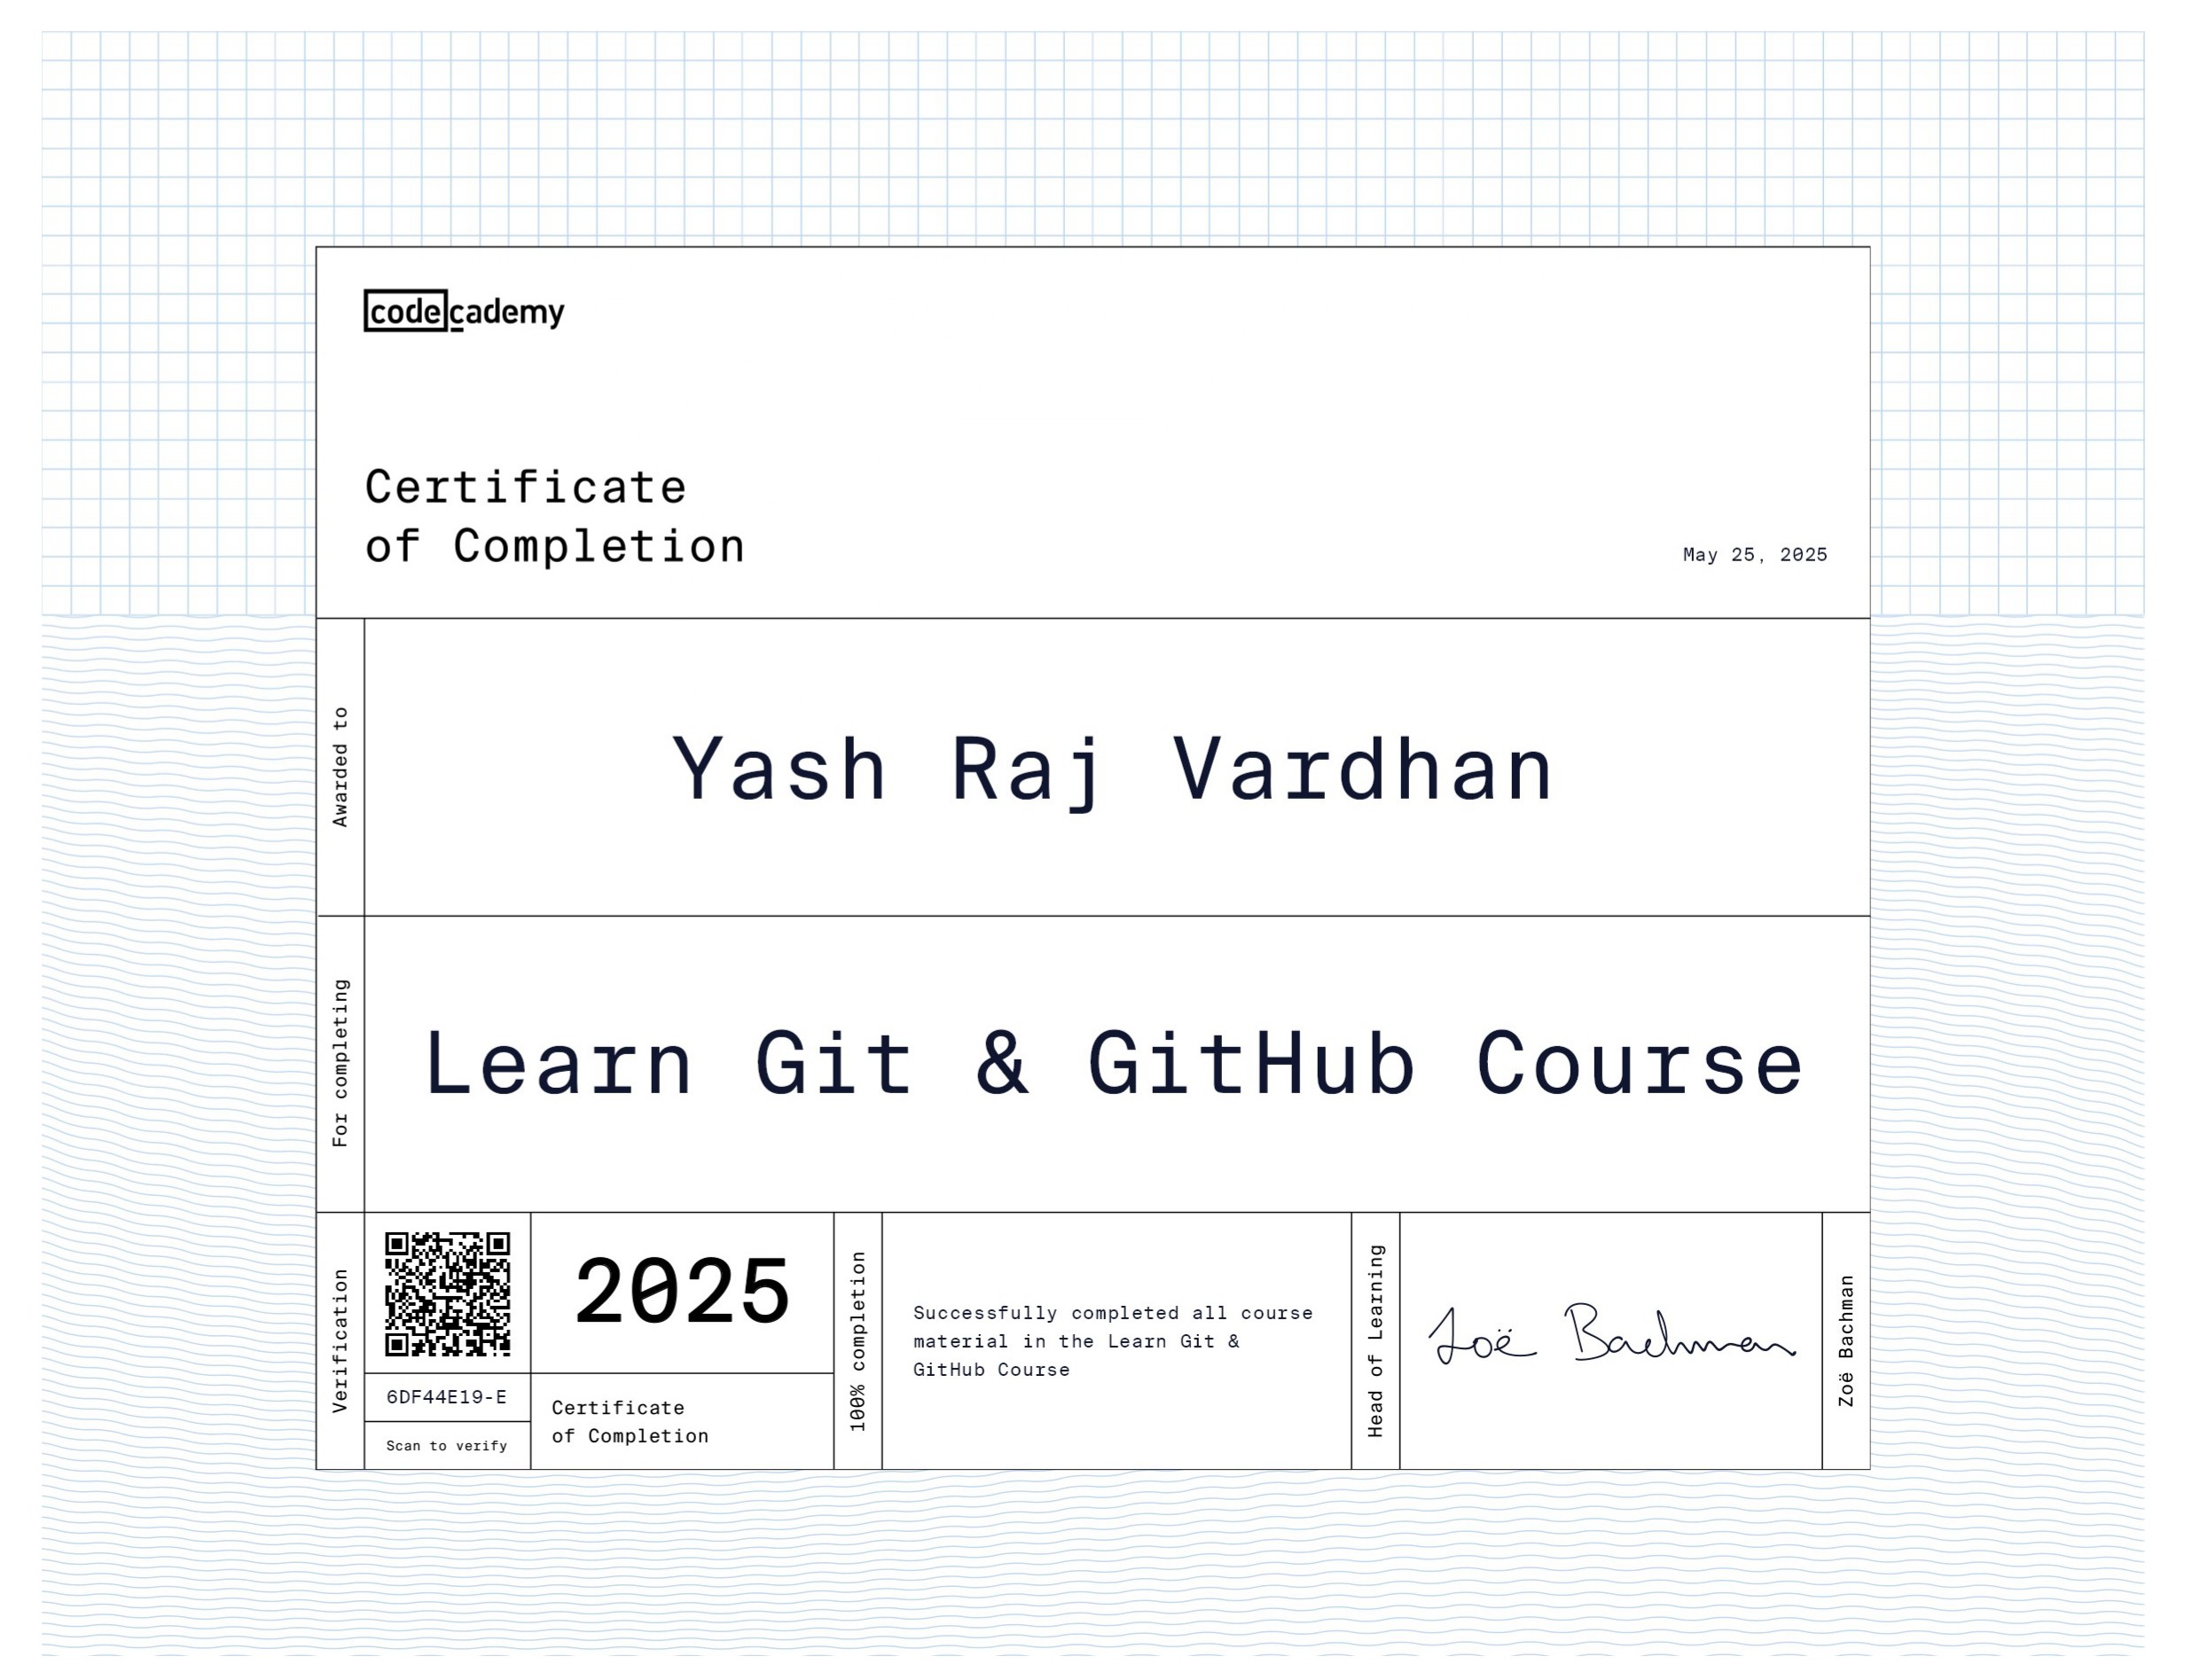 codecademy
Certificate
of Completion
May 25, 2025
Awarded to
Yash Raj Vardhan
For completing
Learn Git & GitHub Course
Verification
6DF44E19-E
Scan to verify
2025
Certificate
of Completion
100% completion
Successfully completed all course
material in the Learn Git &
GitHub Course
Head of Learning
Zoë Bachman
Zoë Bachman